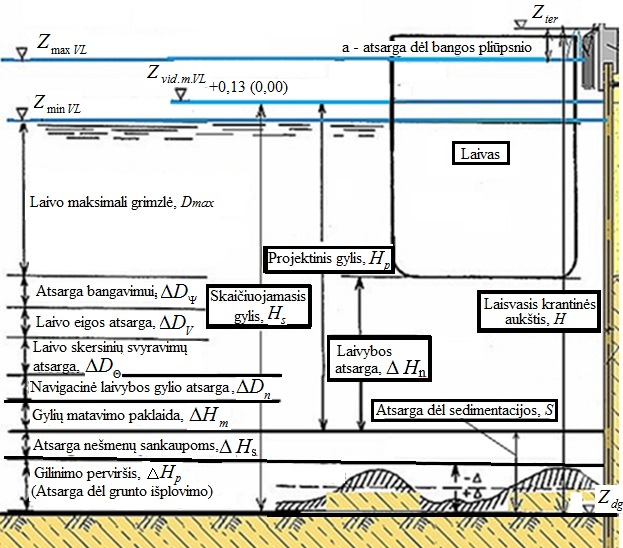 Z ter
Z max VL
a - atsarga dėl bangos pliūpsnio
Z vid.m.VL
+0,13 (0,00)
Z min VL
Laivas
Laivo maksimali grimzlė, Dmax
Projektinis gylis, Hp
Atsarga bangavimui, ΔDΨ
Skaičiuojamasis
gylis, Hs
Laisvasis krantinės
aukštis, H
Laivo eigos atsarga, ΔDV
Laivo skersinių svyravimų
atsarga, ΔDΘ
Laivybos
atsarga, Δ Hn
Navigacinė laivybos gylio atsarga, ΔDn
Gylių matavimo paklaida, ΔHm
Atsarga dėl sedimentacijos, S
Atsarga nešmenų sankaupoms, Δ Hs
Gilinimo perviršis, ΔHp
(Atsarga dėl grunto išplovimo)
-Δ
+Δ
Z dg